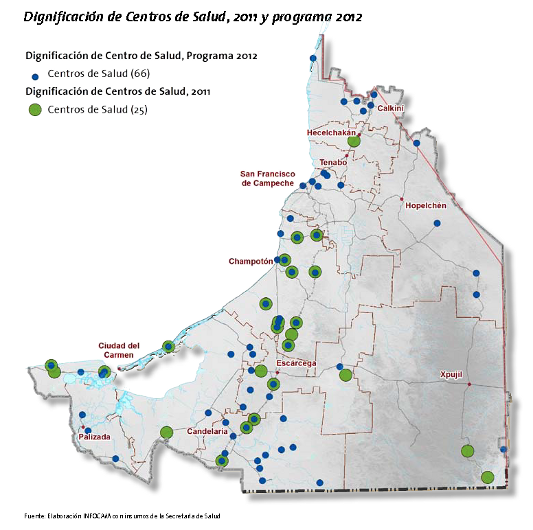 Dignificación de Centros de Salud, 2011 y programa 2012
Dignificación de Centro de Salud, Programa 2012
Centros de Salud (66)
Dignificación de Centros de Salud, 2011
Centros de Salud (25)
Calkiní
Hecelchakán
Tenabo
San Francisco
de Campeche
Hopelchén
Champotón
Ciudad del
Carmen
Escárcega
Xpujil
Candelaria
Palizada
Fuente: Elaboración INFOCAM con insumos de la Secretaría de Salud